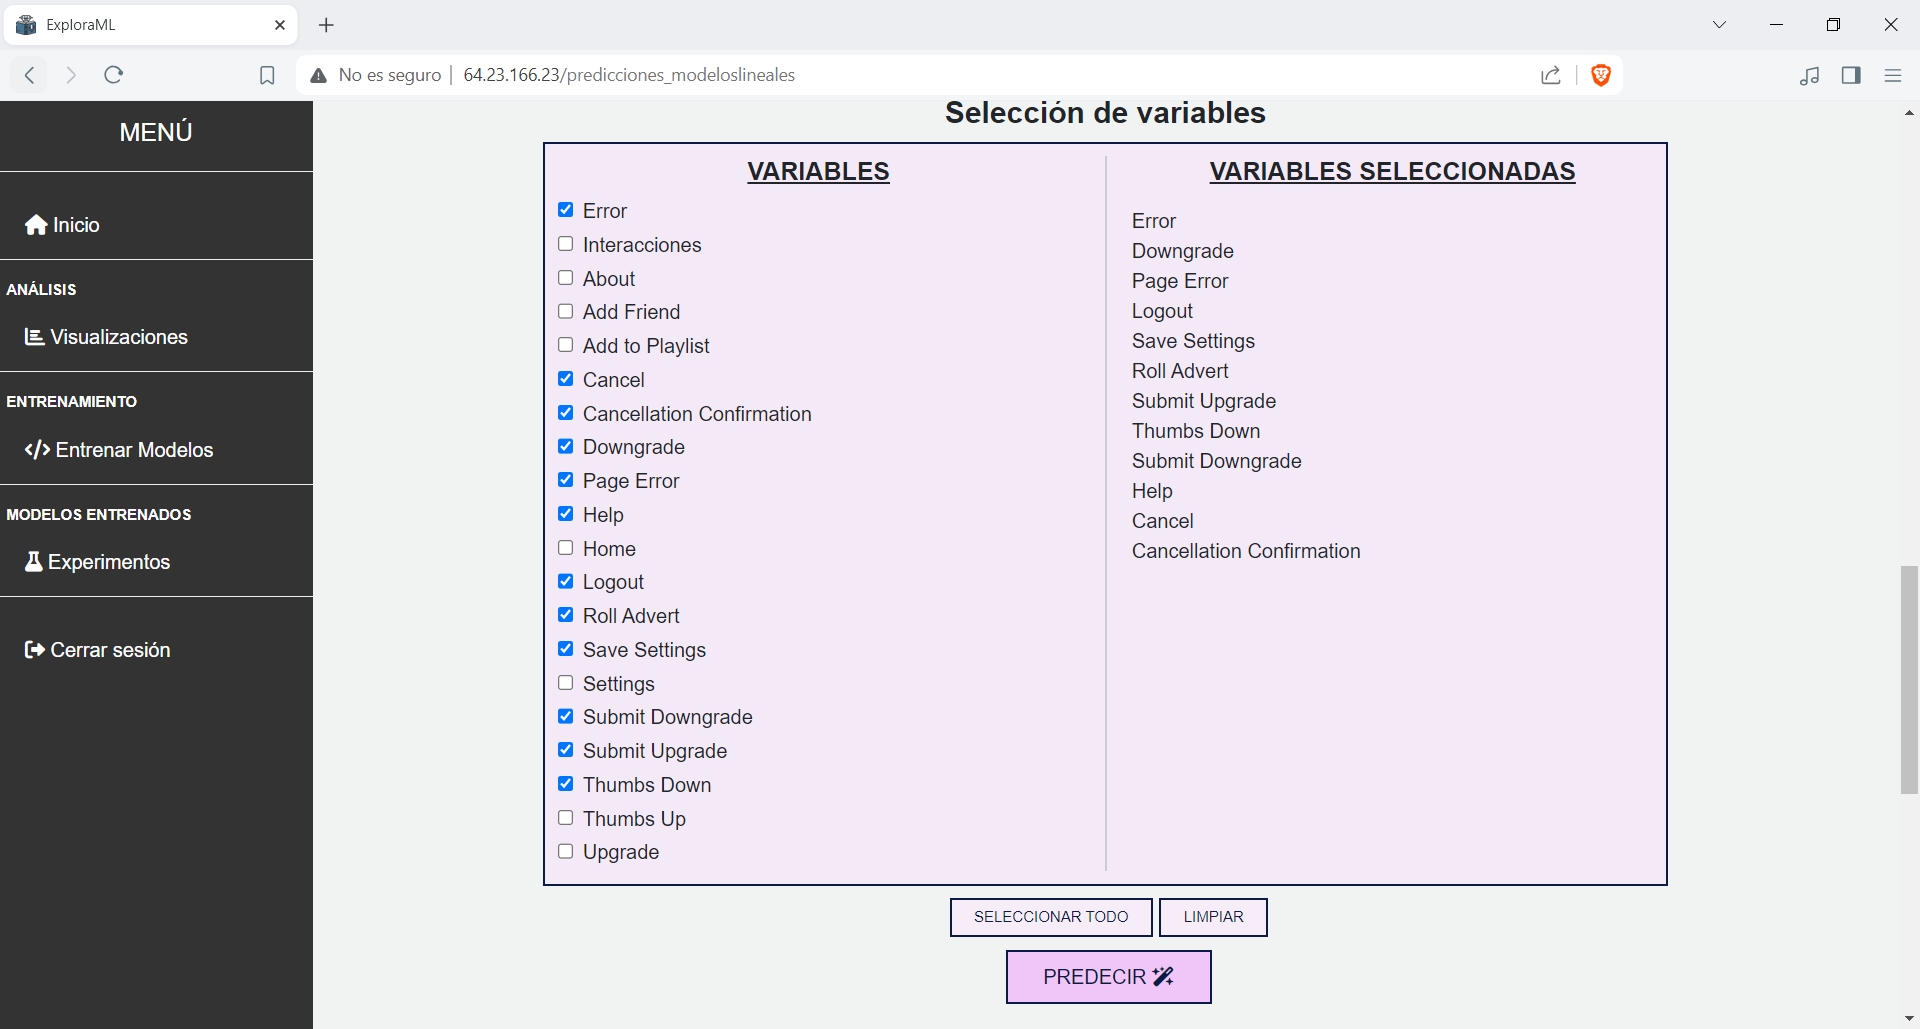 ExploraML
No es seguro
64.23.166.23/predicciones_modeloslineales
MENÚ
Inicio
ANÁLISIS
Visualizaciones
ENTRENAMIENTO
</> Entrenar Modelos
MODELOS ENTRENADOS
Experimentos
Cerrar sesión
Selección de variables
VARIABLES
Error
Interacciones
About
Add Friend
Add to Playlist
Cancel
Cancellation Confirmation
Downgrade
Page Error
Help
Home
Logout
Roll Advert
Save Settings
Settings
Submit Downgrade
Submit Upgrade
Thumbs Down
Thumbs Up
Upgrade
VARIABLES SELECCIONADAS
Error
Downgrade
Page Error
Logout
Save Settings
Roll Advert
Submit Upgrade
Thumbs Down
Submit Downgrade
Help
Cancel
Cancellation Confirmation
SELECCIONAR TODO
LIMPIAR
PREDECIR